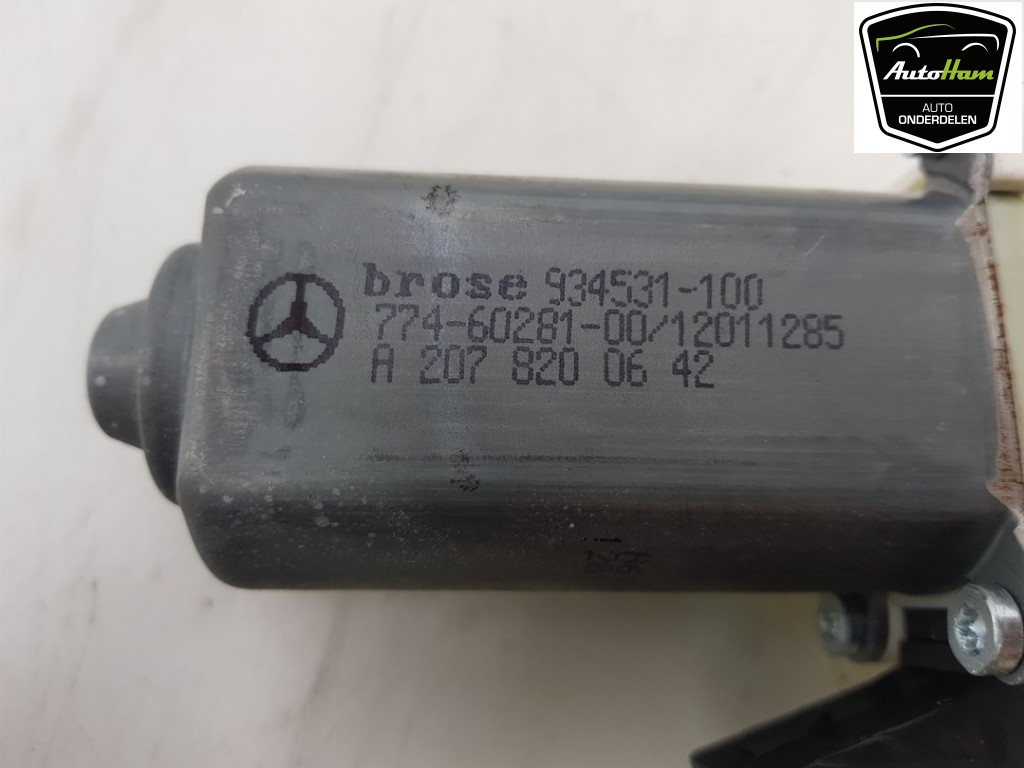 AutoHam
AUTO
ONDERDELEN
brose 934531-100
774-60281-00/12011285
A 207 820 06 42